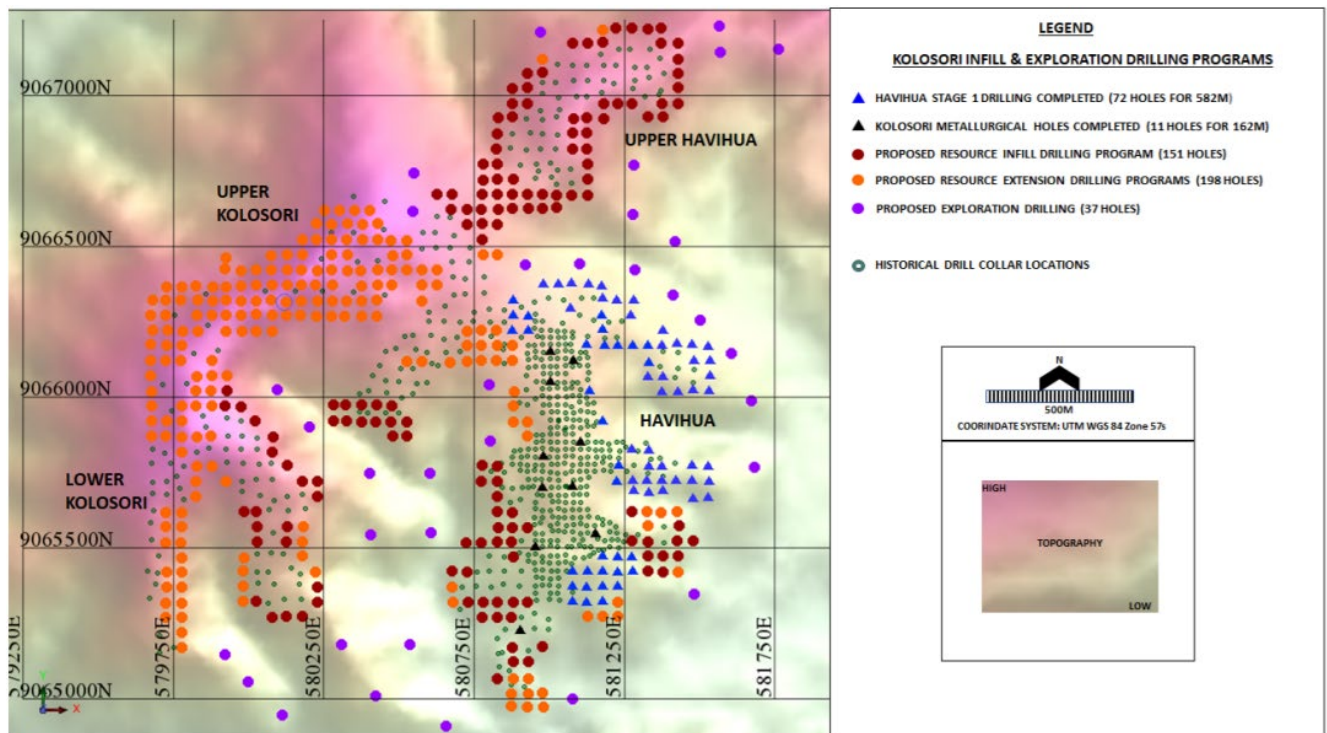 9067000N
UPPER HAVIHUA
UPPER
KOLOSORI
9066500N
9066000N
HAVIHUA
LOWER
KOLOSORI
9065500N
9065000N
579250E
579750E
580250E
580750E
581250E
581750E
Y
X
LEGEND
KOLOSORI INFILL & EXPLORATION DRILLING PROGRAMS
HAVIHUA STAGE 1 DRILLING COMPLETED (72 HOLES FOR 582M)
KOLOSORI METALLURGICAL HOLES COMPLETED (11 HOLES FOR 162M)
PROPOSED RESOURCE INFILL DRILLING PROGRAM (151 HOLES)
PROPOSED RESOURCE EXTENSION DRILLING PROGRAMS (198 HOLES)
PROPOSED EXPLORATION DRILLING (37 HOLES)
HISTORICAL DRILL COLLAR LOCATIONS
N
500M
COORINDATE SYSTEM: UTM WGS 84 Zone 57s
HIGH
TOPOGRAPHY
LOW